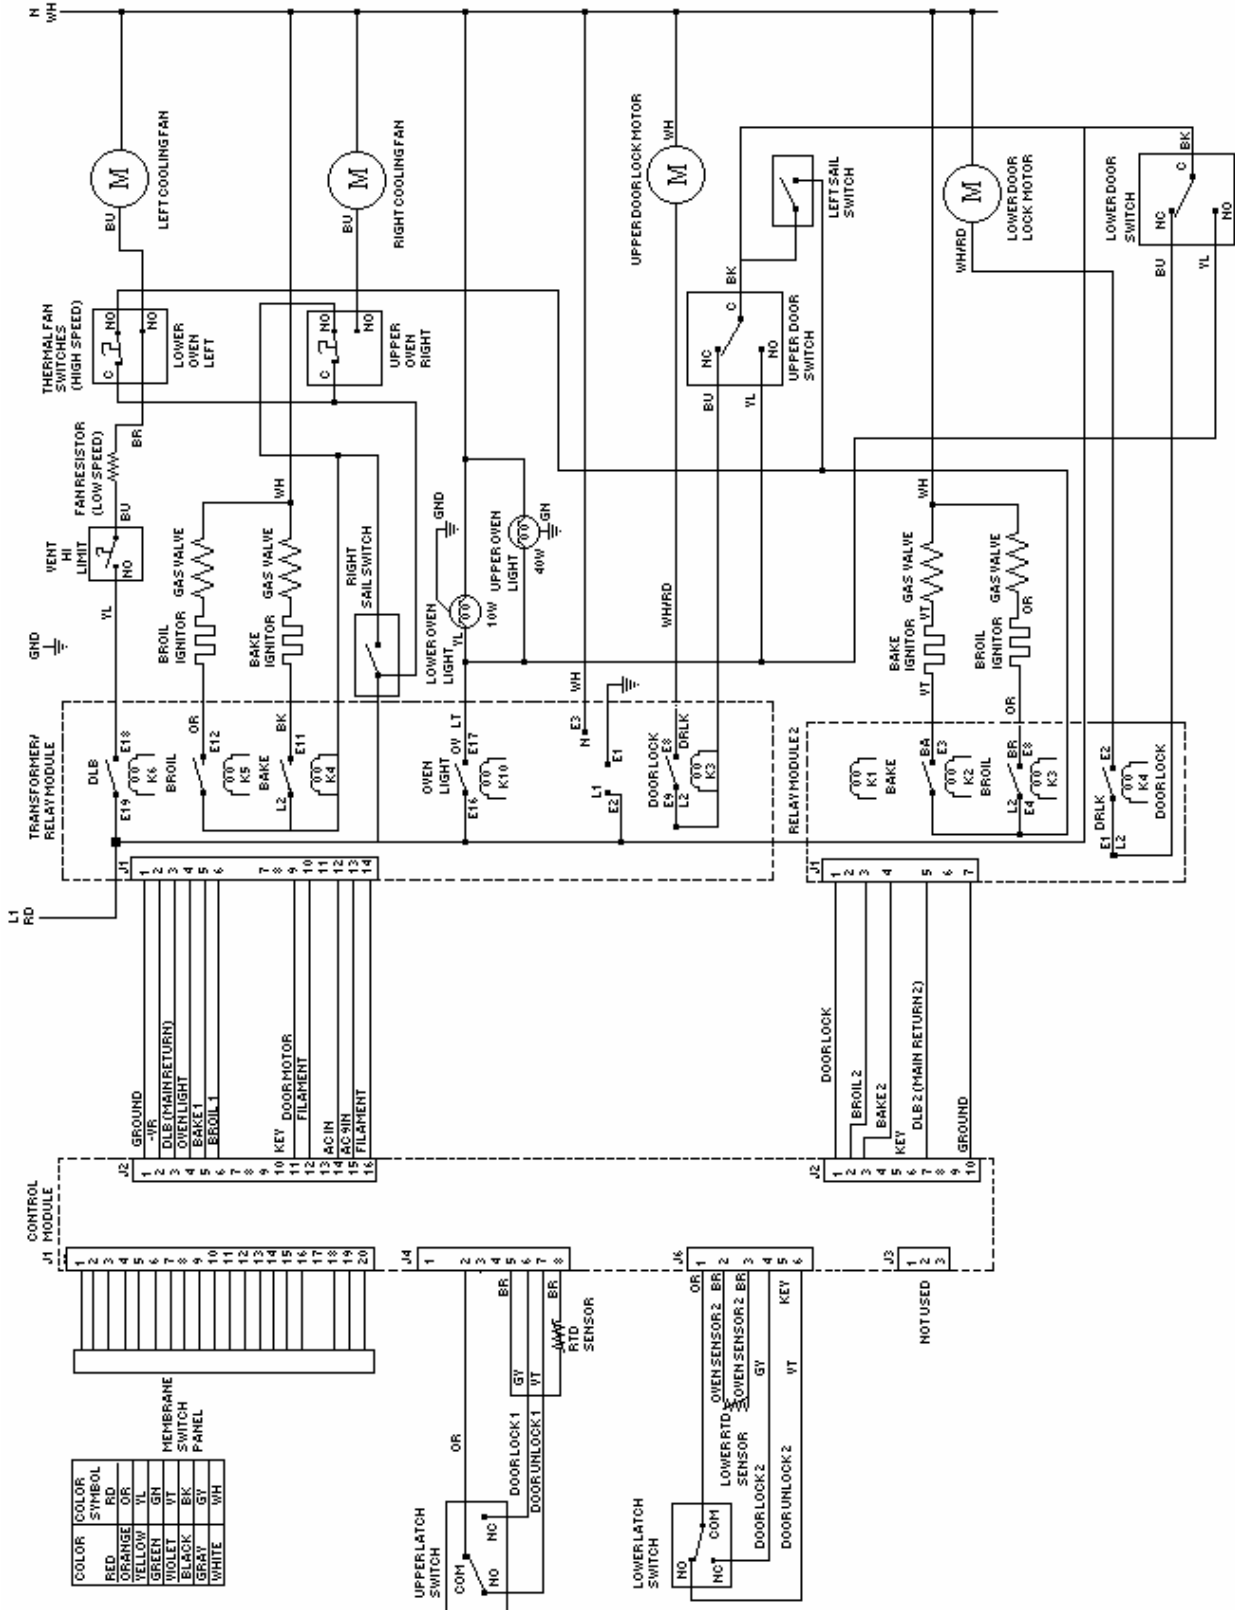 L1
RD
N
WH
TRANSFORMER/
RELAY MODULE
GND
VENT
HI
LIMIT
NO
YL
BU
FAN RESISTOR
(LOW SPEED)
BR
THERMAL FAN
SWITCHES
(HIGH SPEED)
C
NO
NO
LOWER
OVEN
LEFT
BU
M
LEFT COOLING FAN
DLB
E19
E18
K6
BROIL
OR
E12
K5
BROIL
IGNITOR
GAS VALVE
BAKE
L2
E11
BK
K4
BAKE
IGNITOR
GAS VALVE
WH
C
NO
NO
UPPER
OVEN
RIGHT
BU
M
RIGHT COOLING FAN
RIGHT
SAIL SWITCH
OVEN
LIGHT
OV LT
E16
E17
K10
LOWER OVEN
LIGHT
YL
10W
GND
UPPER OVEN
LIGHT
40W
GN
N
E3
WH
L1
E2
E1
DOOR LOCK
E9
L2
E8
DRLK
K3
WH/RD
UPPER DOOR LOCK MOTOR
M
WH
BU
YL
NC
NO
C
BK
UPPER DOOR
SWITCH
LEFT SAIL
SWITCH
RELAY MODULE 2
K1
BAKE
BA
E3
K2
BROIL
VT
BAKE
IGNITOR
VT
GAS VALVE
WH
L2
E4
BR
E8
K3
OR
BROIL
IGNITOR
OR
GAS VALVE
E1
L2
DRLK
E2
K4
DOOR LOCK
WH/RD
M
LOWER DOOR
LOCK MOTOR
LOWER DOOR
SWITCH
BU
YL
NC
NO
C
BK
J1
1
2
3
4
5
6
7
8
9
10
11
12
13
14
GROUND
-VR
DLB (MAIN RETURN)
OVEN LIGHT
BAKE 1
BROIL 1
KEY
DOOR MOTOR
FILAMENT
AC IN
AC 9IN
FILAMENT
J2
1
2
3
4
5
6
7
8
9
10
11
12
13
14
15
16
J1
1
2
3
4
5
6
7
DOOR LOCK
BROIL 2
BAKE 2
KEY
DLB 2 (MAIN RETURN 2)
GROUND
J2
1
2
3
4
5
6
7
8
9
10
CONTROL
MODULE
J1
1
2
3
4
5
6
7
8
9
10
11
12
13
14
15
16
17
18
19
20
MEMBRANE
SWITCH
PANEL
J4
1
2
3
4
5
6
7
8
BR
BR
RTD
SENSOR
OR
GY
VT
DOOR LOCK 1
DOOR UNLOCK 1
UPPER LATCH
SWITCH
COM
NO
NC
J6
1
2
3
4
5
6
OR
BR
BR
KEY
OVEN SENSOR 2
OVEN SENSOR 2
LOWER RTD
SENSOR
GY
VT
DOOR LOCK 2
DOOR UNLOCK 2
LOWER LATCH
SWITCH
NO
NC
COM
J3
1
2
3
NOT USED
COLOR COLOR SYMBOL
RED RD
ORANGE OR
YELLOW YL
GREEN GN
VIOLET VT
BLACK BK
GRAY GY
WHITE WH